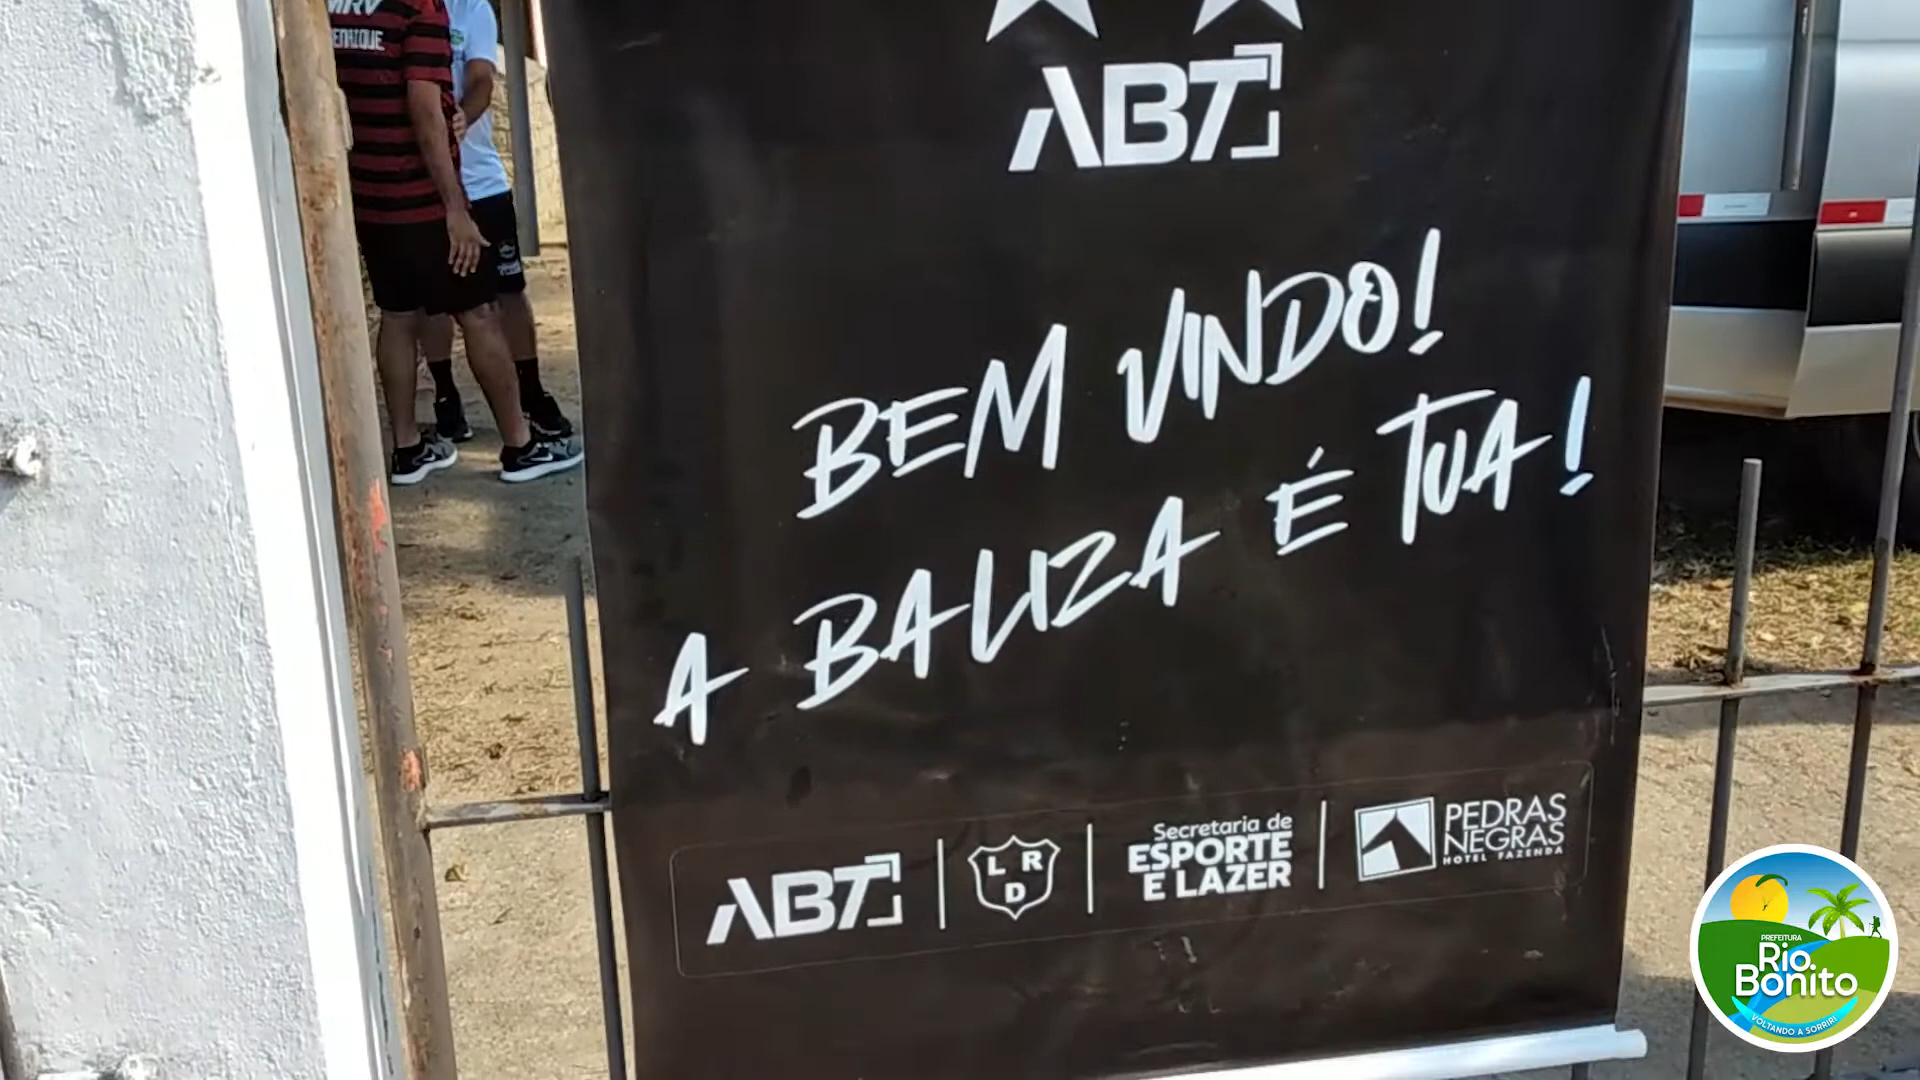 MRV
HENRIQUE
ABT
BEM VINDO!
A BALIZA É TUA!
ABT
L R
D
Secretaria de
ESPORTE
E LAZER
PEDRAS
NEGRAS
HOTEL FAZENDA
PREFEITURA
Rio
Bonito
VOLTANDO A SORRIR!